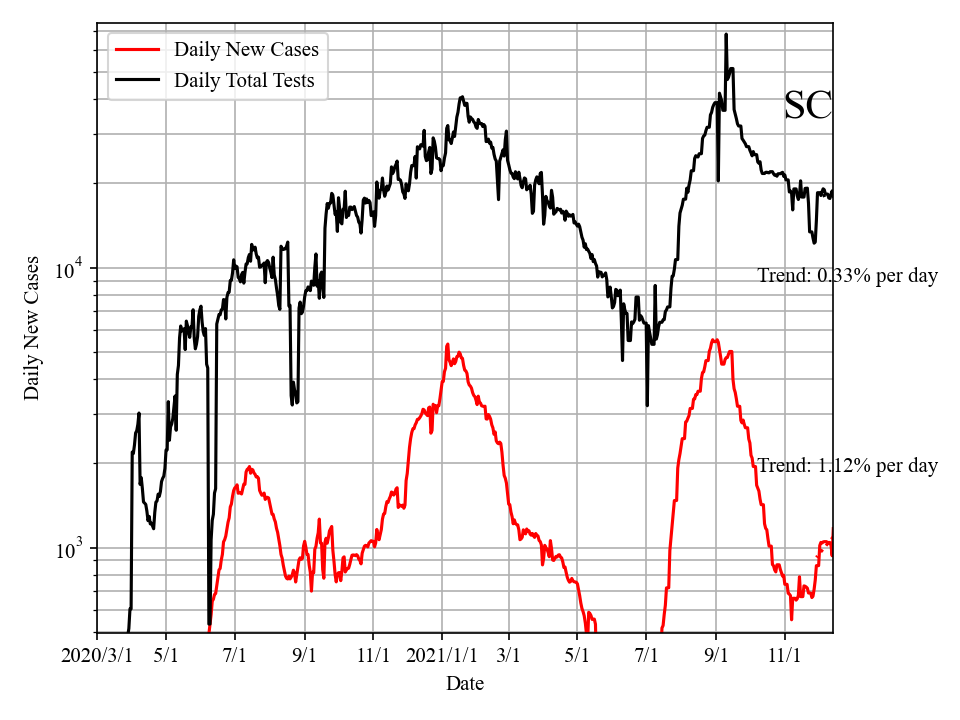 Daily New Cases
Daily Total Tests
SC
Daily New Cases
10^4
10^3
Trend: 0.33% per day
Trend: 1.12% per day
2020/3/1 5/1 7/1 9/1 11/1 2021/1/1 3/1 5/1 7/1 9/1 11/1
Date